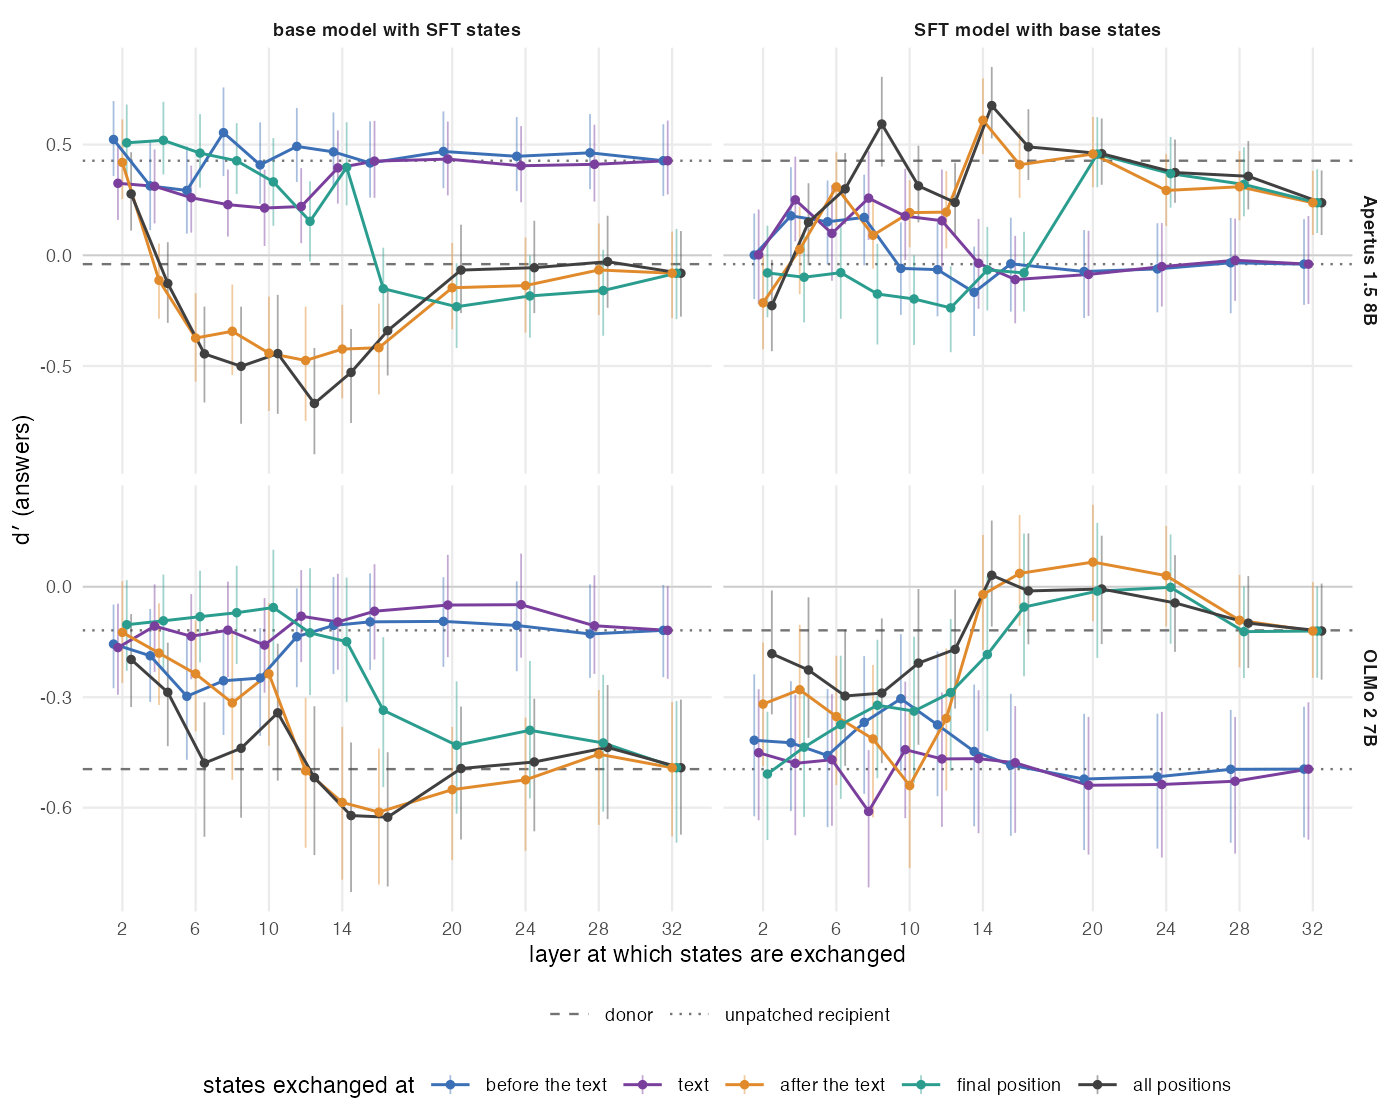 base model with SFT states
SFT model with base states
0.5
0.0
-0.5
Apertus 1.5 8B
0.0
-0.3
-0.6
OLMo 2 7B
d′ (answers)
2 6 10 14 20 24 28 32
2 6 10 14 20 24 28 32
layer at which states are exchanged
donor unpatched recipient
states exchanged at before the text text after the text final position all positions